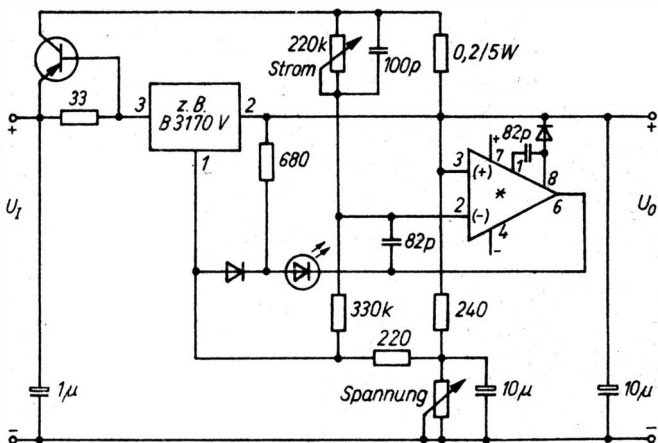 220k
Strom
100p
0,2/5W
33
3
z.B.
B 3170 V
2
1
680
+
+
82p
+
7
1
8
3
(+)
*
6
2
(-)
4
-
U_I
U_O
82p
330k
240
220
1µ
Spannung
10µ
10µ
-
-